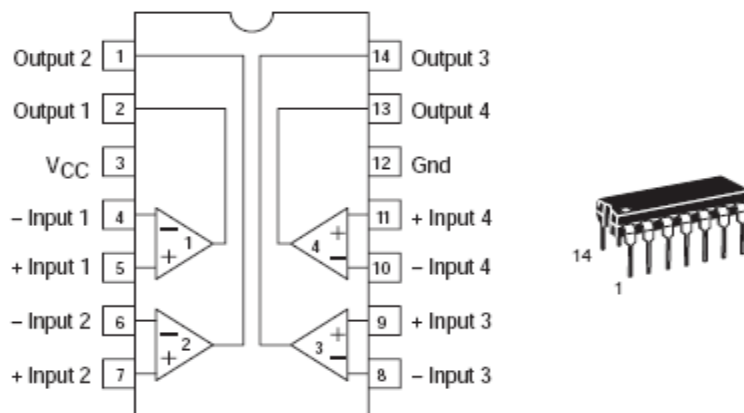 Output 2 1 14 Output 3
Output 1 2 13 Output 4
VCC 3 12 Gnd
– Input 1 4 11 + Input 4
+ Input 1 5 10 – Input 4
– Input 2 6 9 + Input 3
+ Input 2 7 8 – Input 3
– + 1
+ – 4
– + 2
+ – 3
14
1